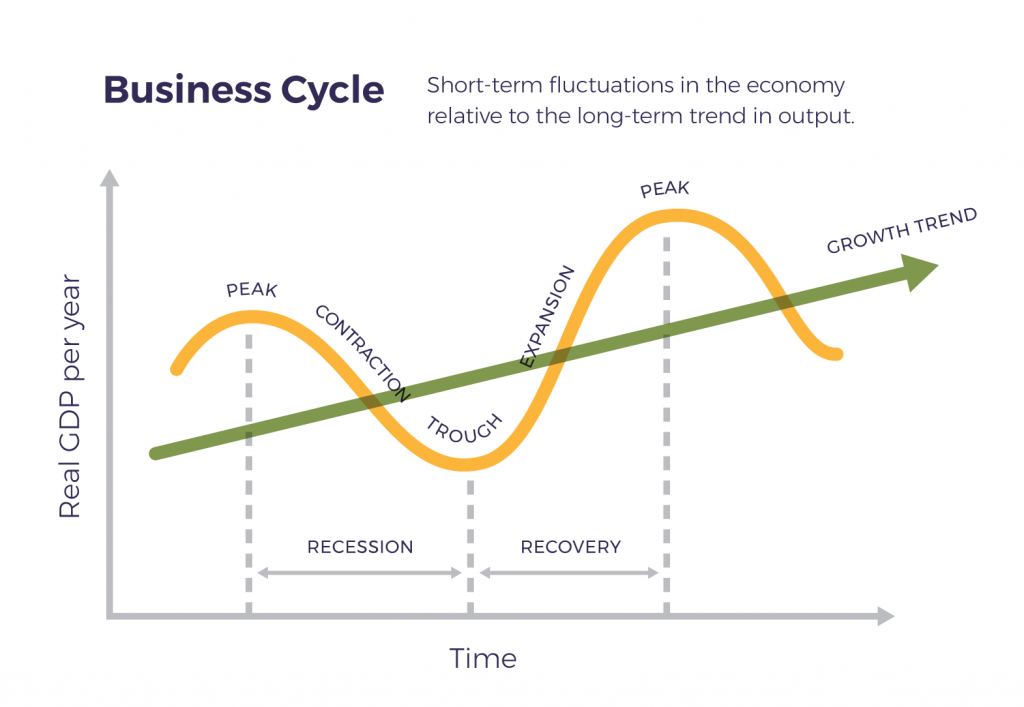 Business Cycle
Short-term fluctuations in the economy
relative to the long-term trend in output.
PEAK
GROWTH TREND
PEAK
CONTRACTION
EXPANSION
TROUGH
Real GDP per year
RECESSION
RECOVERY
Time